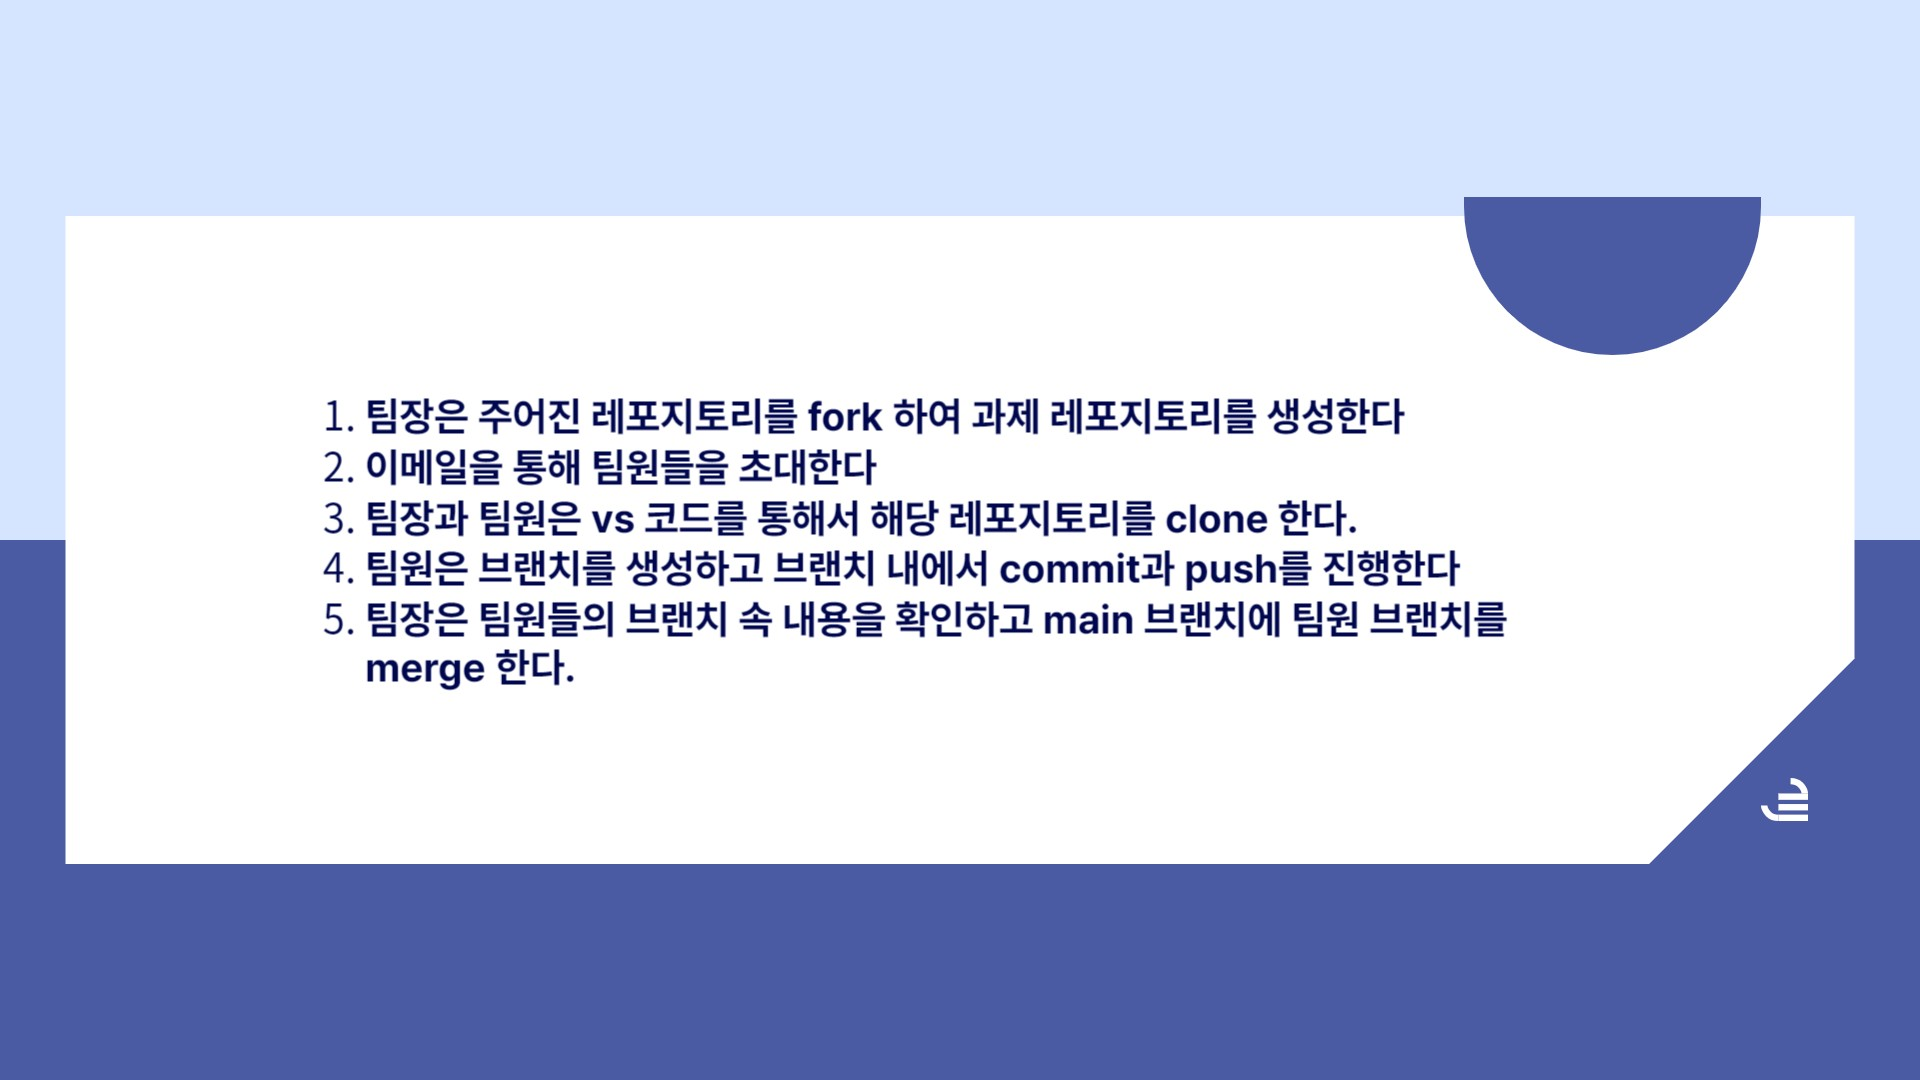 1. 팀장은 주어진 레포지토리를 fork 하여 과제 레포지토리를 생성한다
2. 이메일을 통해 팀원들을 초대한다
3. 팀장과 팀원은 vs 코드를 통해서 해당 레포지토리를 clone 한다.
4. 팀원은 브랜치를 생성하고 브랜치 내에서 commit과 push를 진행한다
5. 팀장은 팀원들의 브랜치 속 내용을 확인하고 main 브랜치에 팀원 브랜치를
merge 한다.